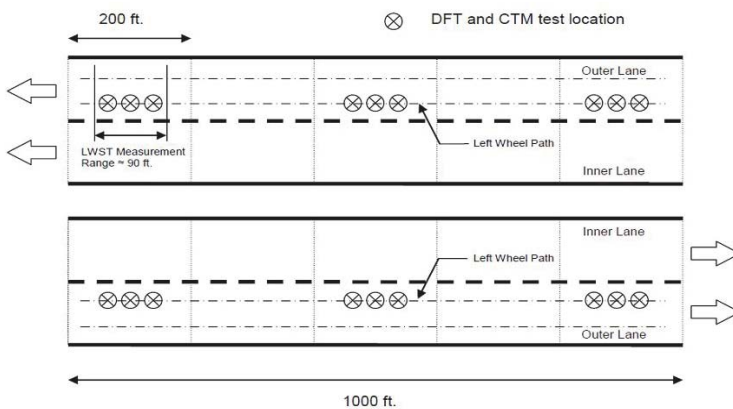 200 ft.
DFT and CTM test location
Outer Lane
LWST Measurement
Range ≈ 90 ft.
Left Wheel Path
Inner Lane
Inner Lane
Left Wheel Path
Outer Lane
1000 ft.